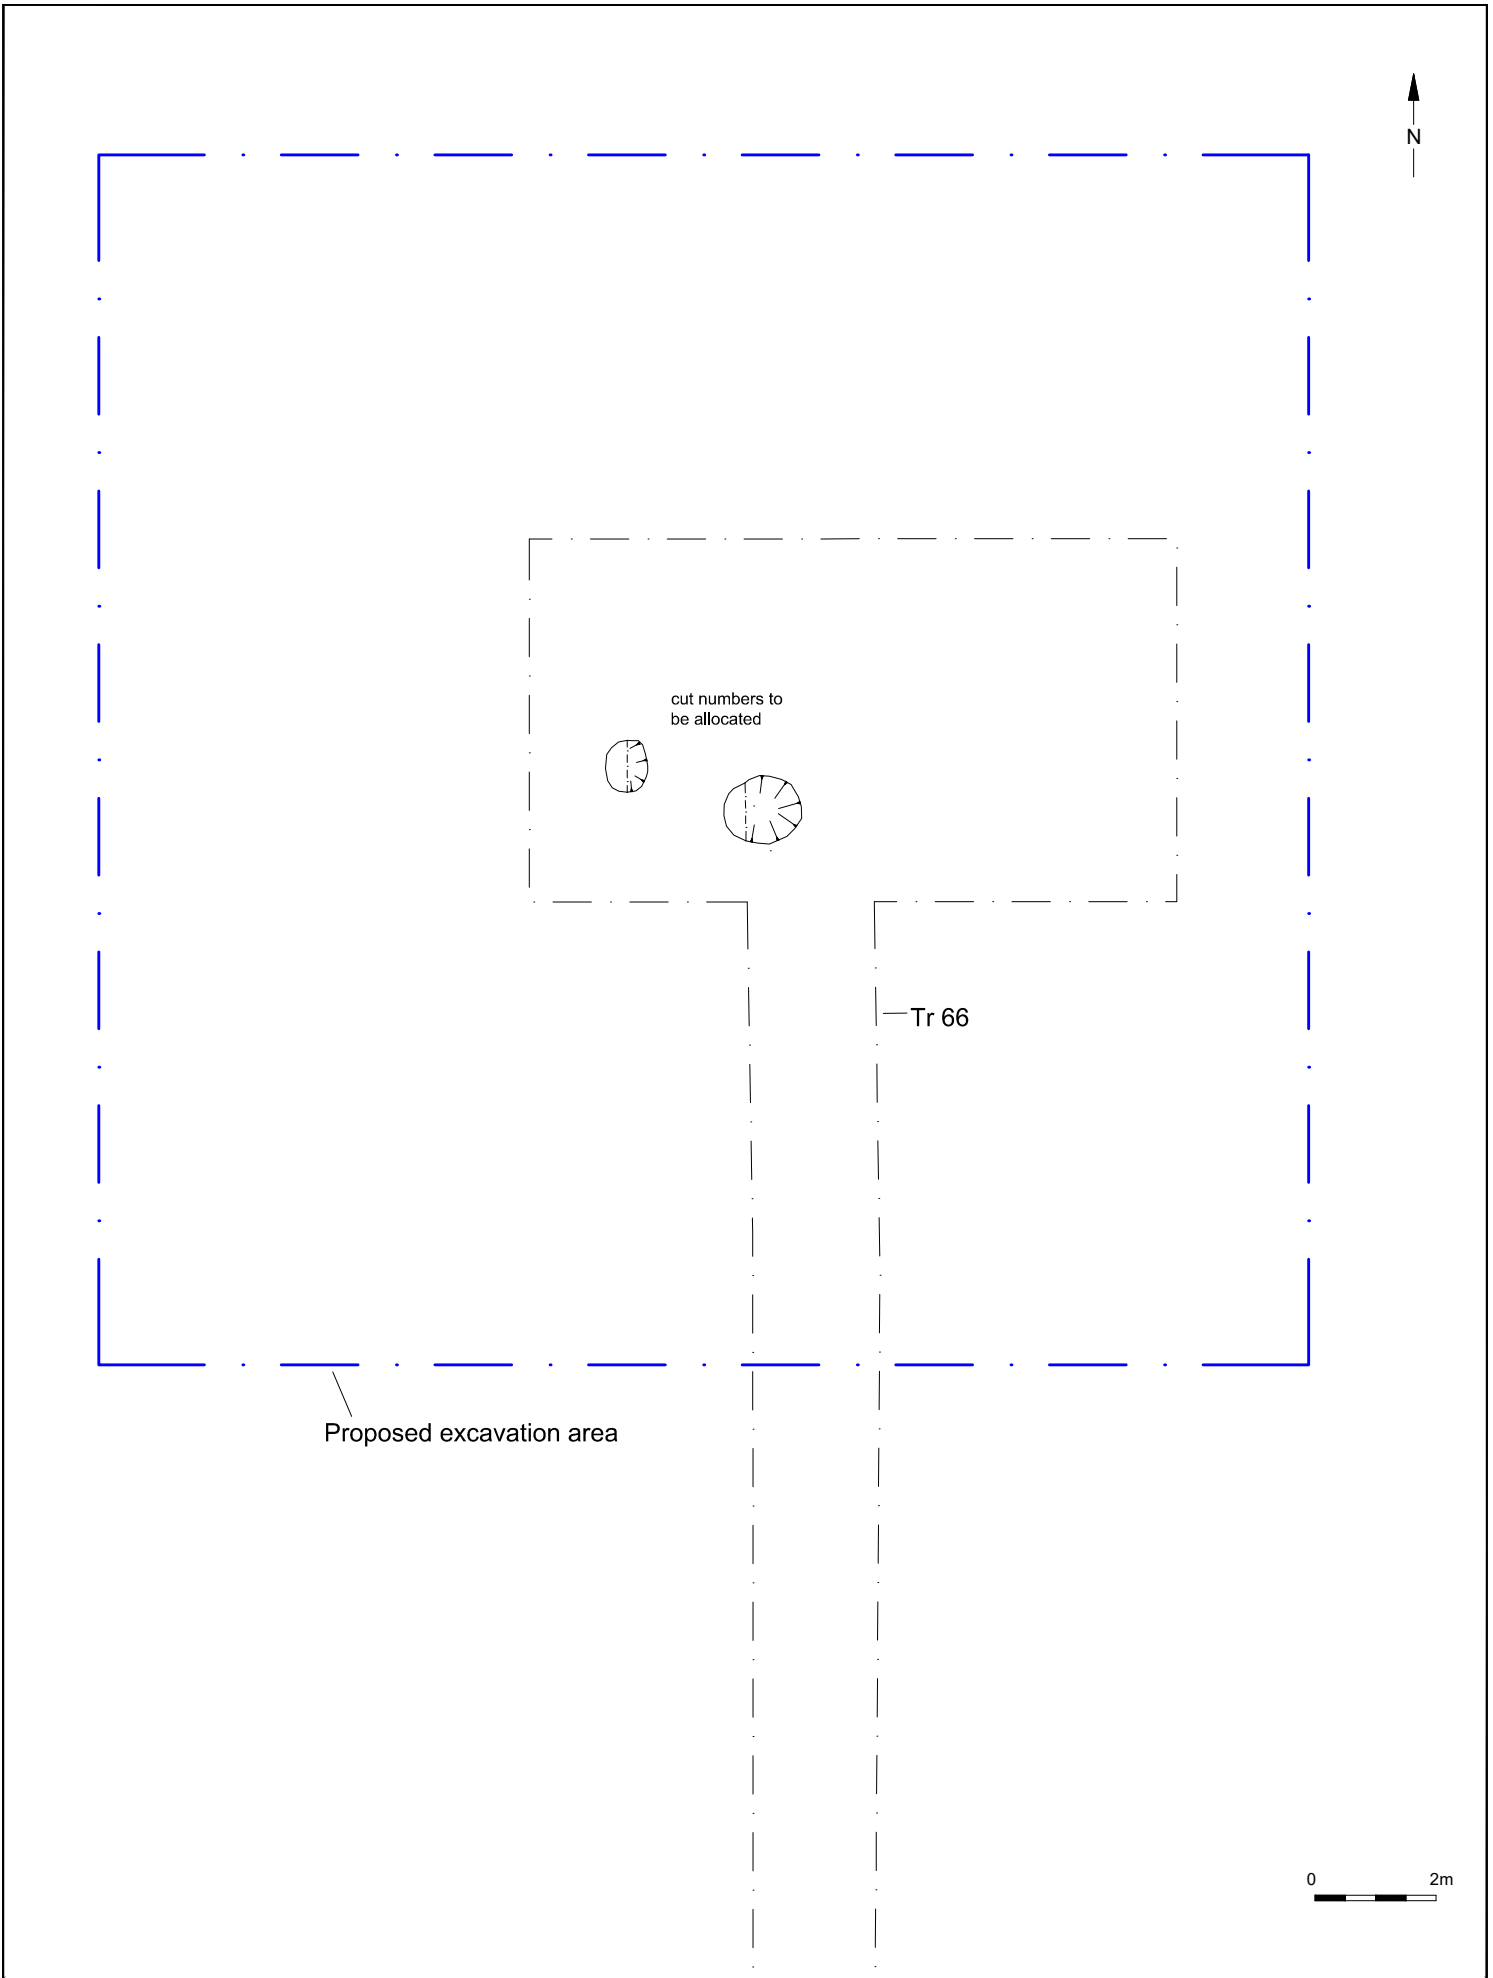 N
cut numbers to
be allocated
Tr 66
Proposed excavation area
0 2m